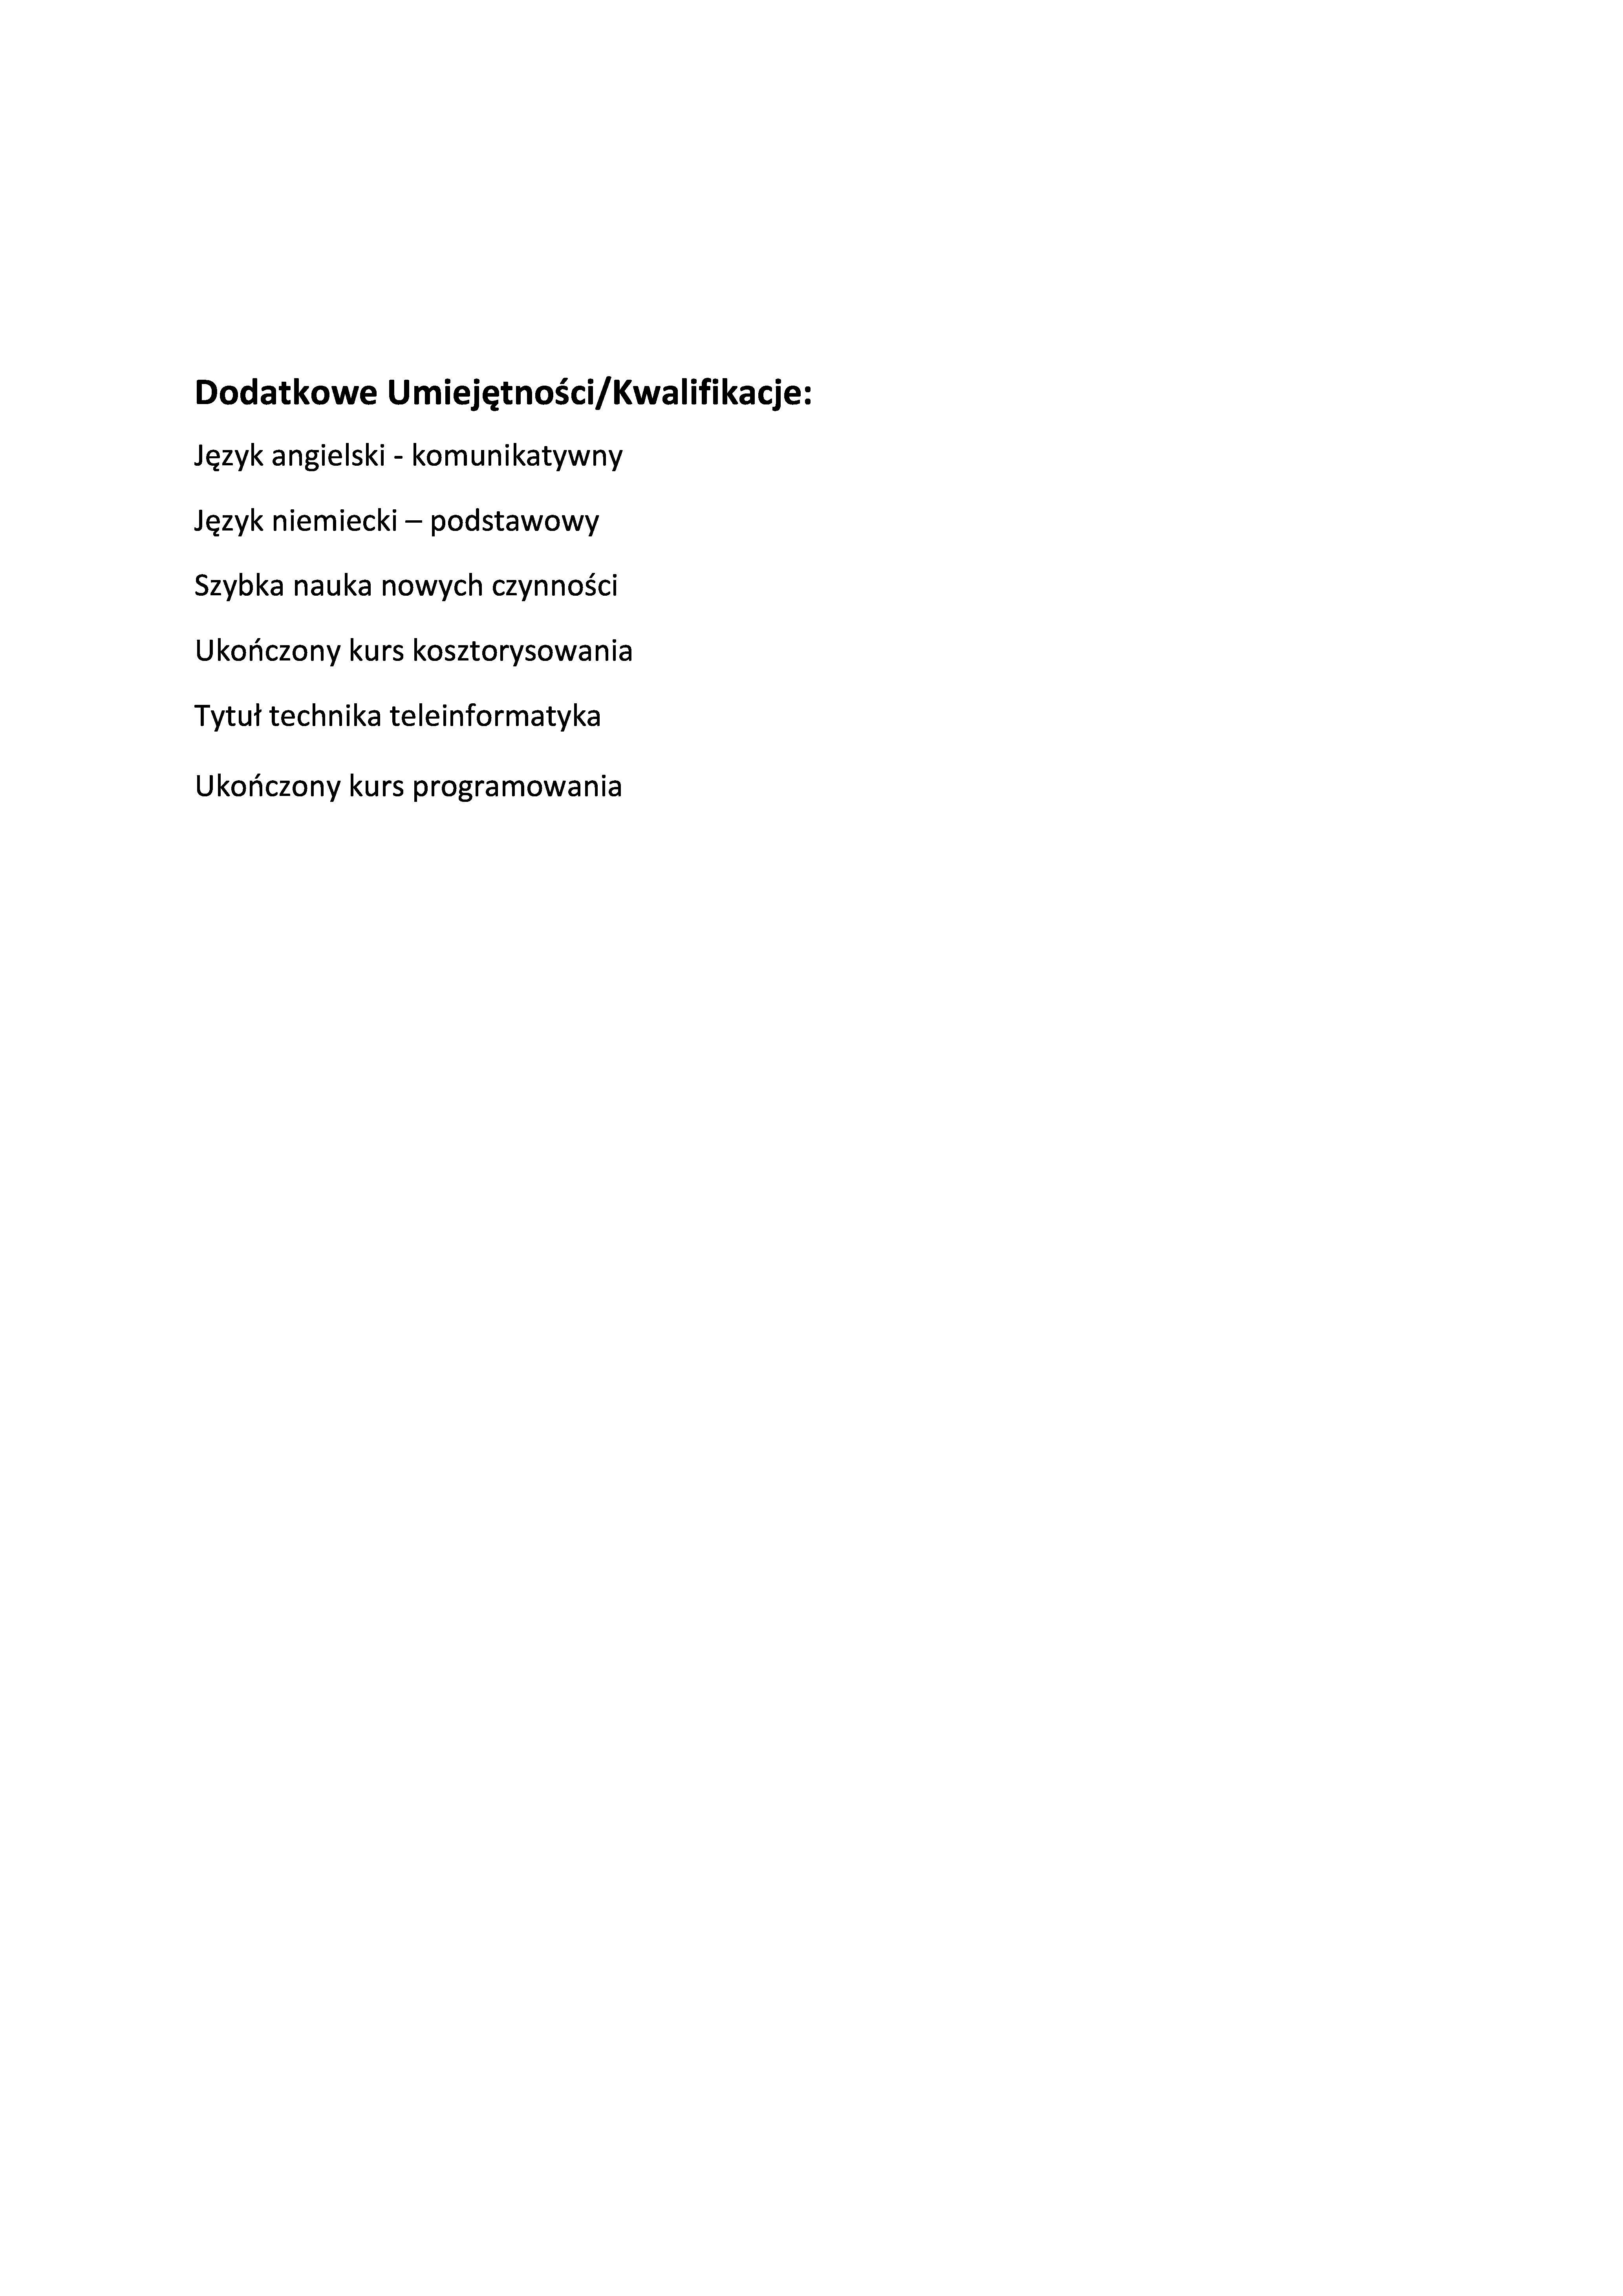 Dodatkowe Umiejętności/Kwalifikacje:
Język angielski - komunikatywny
Język niemiecki – podstawowy
Szybka nauka nowych czynności
Ukończony kurs kosztorysowania
Tytuł technika teleinformatyka
Ukończony kurs programowania